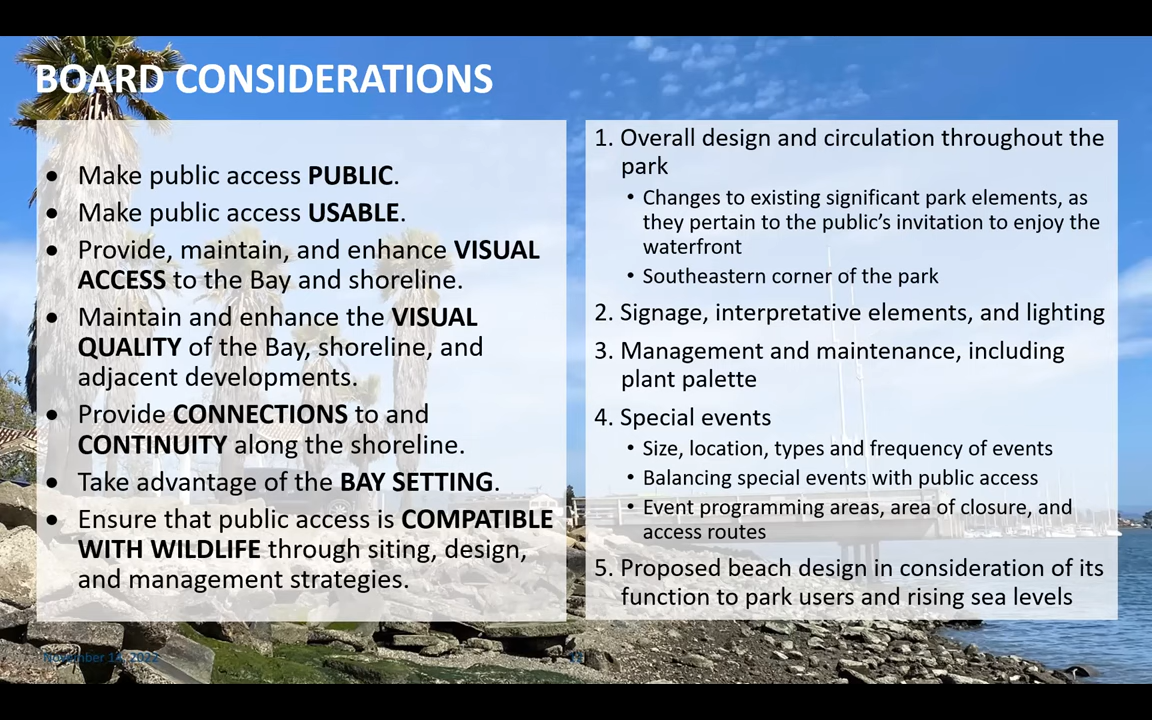 BOARD CONSIDERATIONS
• Make public access PUBLIC.
• Make public access USABLE.
• Provide, maintain, and enhance VISUAL
ACCESS to the Bay and shoreline.
• Maintain and enhance the VISUAL
QUALITY of the Bay, shoreline, and
adjacent developments.
• Provide CONNECTIONS to and
CONTINUITY along the shoreline.
• Take advantage of the BAY SETTING.
• Ensure that public access is COMPATIBLE
WITH WILDLIFE through siting, design,
and management strategies.
1. Overall design and circulation throughout the
park
• Changes to existing significant park elements, as
they pertain to the public’s invitation to enjoy the
waterfront
• Southeastern corner of the park
2. Signage, interpretative elements, and lighting
3. Management and maintenance, including
plant palette
4. Special events
• Size, location, types and frequency of events
• Balancing special events with public access
• Event programming areas, area of closure, and
access routes
5. Proposed beach design in consideration of its
function to park users and rising sea levels
November